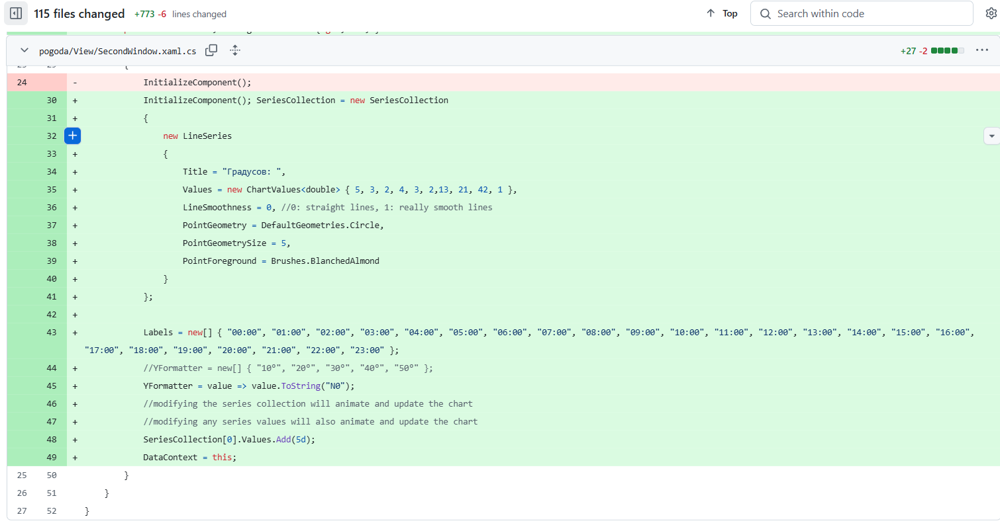 115 files changed +773 -6 lines changed Top Search within code
pogoda/View/SecondWindow.xaml.cs +27 -2
{
24 - InitializeComponent();
30 + InitializeComponent(); SeriesCollection = new SeriesCollection
31 + {
32 + new LineSeries
33 + {
34 + Title = "Градусов: ",
35 + Values = new ChartValues<double> { 5, 3, 2, 4, 3, 2,13, 21, 42, 1 },
36 + LineSmoothness = 0, //0: straight lines, 1: really smooth lines
37 + PointGeometry = DefaultGeometries.Circle,
38 + PointGeometrySize = 5,
39 + PointForeground = Brushes.BlanchedAlmond
40 + }
41 + };
42 +
43 + Labels = new[] { "00:00", "01:00", "02:00", "03:00", "04:00", "05:00", "06:00", "07:00", "08:00", "09:00", "10:00", "11:00", "12:00", "13:00", "14:00", "15:00", "16:00",
"17:00", "18:00", "19:00", "20:00", "21:00", "22:00", "23:00" };
44 + //YFormatter = new[] { "10°", "20°", "30°", "40°", "50°" };
45 + YFormatter = value => value.ToString("N0");
46 + //modifying the series collection will animate and update the chart
47 + //modifying any series values will also animate and update the chart
48 + SeriesCollection[0].Values.Add(5d);
49 + DataContext = this;
25 50 }
26 51 }
27 52 }